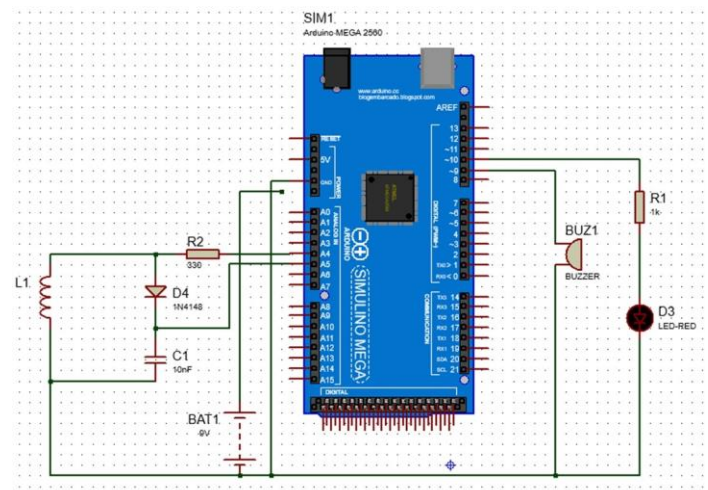 SIM1
Arduino MEGA 2560
www.arduino.cc
blogembarcado.blogspot.com
AREF
RESET
5V
GND
POWER
13
12
~11
~10
~9
8
DIGITAL (PWM~)
7
~6
~5
4
~3
2
TX0 > 1
RX0 < 0
A0
A1
A2
A3
A4
A5
A6
A7
ANALOG IN
ARDUINO
SIMULINO MEGA
A8
A9
A10
A11
A12
A13
A14
A15
COMMUNICATION
TX3 14
RX3 15
TX2 16
RX2 17
TX1 18
RX1 19
SDA 20
SCL 21
DIGITAL
R2
330
L1
D4
1N4148
C1
10nF
BAT1
9V
R1
1k
BUZ1
BUZZER
D3
LED-RED